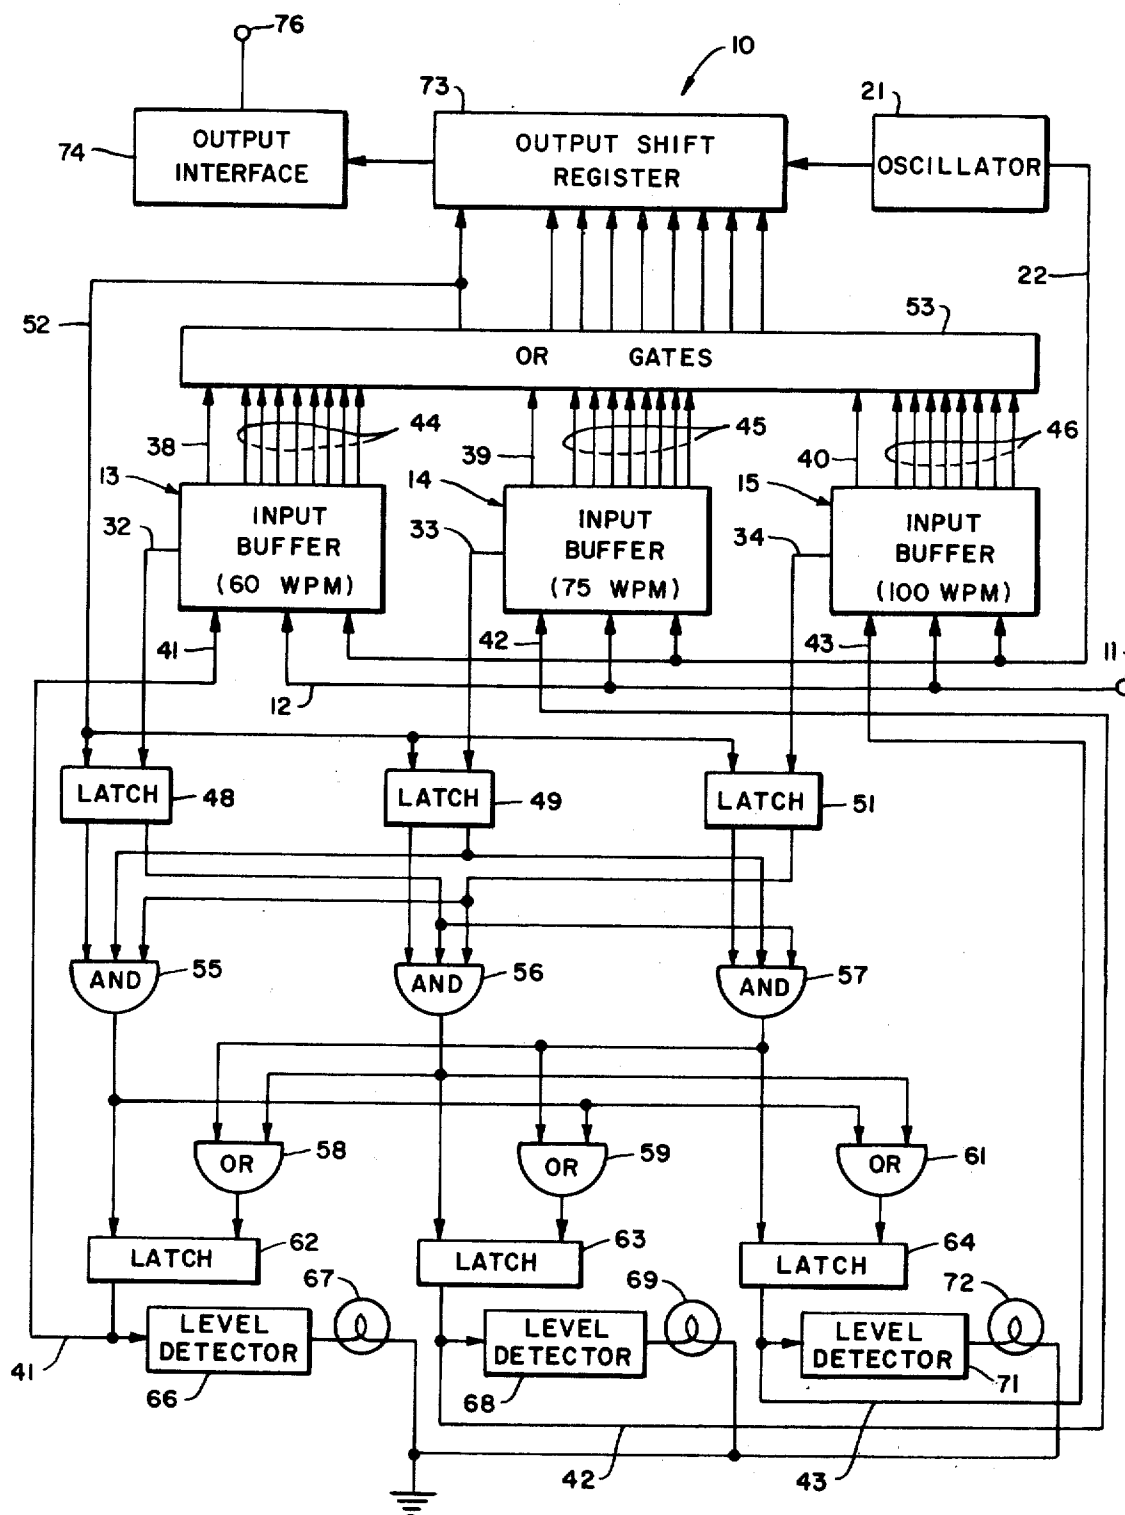 76
10
73
21
OUTPUT
INTERFACE
74
OUTPUT SHIFT
REGISTER
OSCILLATOR
22
52
53
OR GATES
38
44
39
45
40
46
13
14
15
32
33
34
INPUT
BUFFER
(60 WPM)
INPUT
BUFFER
(75 WPM)
INPUT
BUFFER
(100 WPM)
41
42
43
11
12
LATCH
48
LATCH
49
LATCH
51
AND
55
AND
56
AND
57
OR
58
OR
59
OR
61
LATCH
62
LATCH
63
LATCH
64
67
69
72
LEVEL
DETECTOR
LEVEL
DETECTOR
LEVEL
DETECTOR
41
66
68
71
42
43